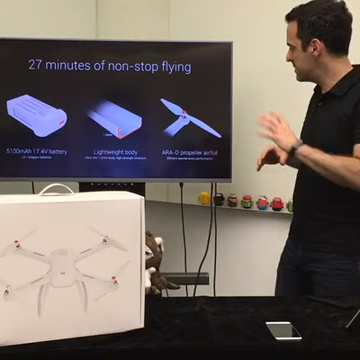 27 minutes of non-stop flying
5100mAh 17.4V battery
Lightweight body
ARA-D propeller airfoil